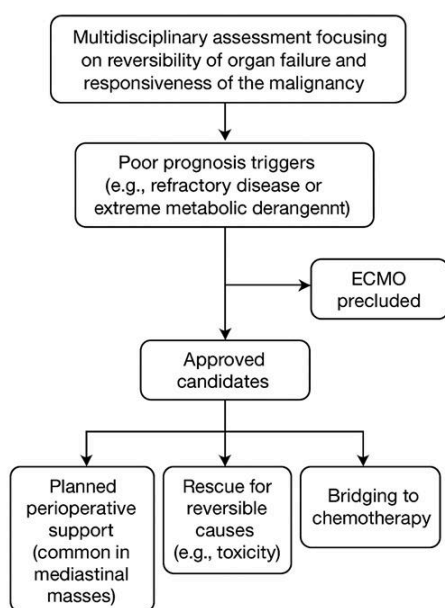 Multidisciplinary assessment focusing
on reversibility of organ failure and
responsiveness of the malignancy
Poor prognosis triggers
(e.g., refractory disease or
extreme metabolic derangennt)
ECMO
precluded
Approved
candidates
Planned
perioperative
support
(common in
mediastinal
masses)
Rescue for
reversible
causes
(e.g., toxicity)
Bridging to
chemotherapy